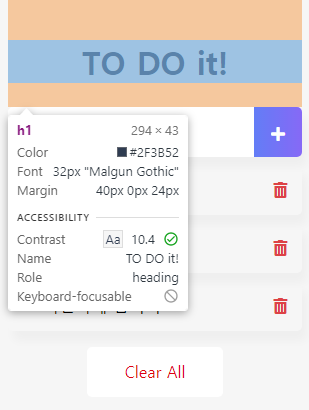 TO DO it!
h1 294 × 43
Color #2F3B52
Font 32px "Malgun Gothic"
Margin 40px 0px 24px
ACCESSIBILITY
Contrast Aa 10.4
Name TO DO it!
Role heading
Keyboard-focusable
Clear All